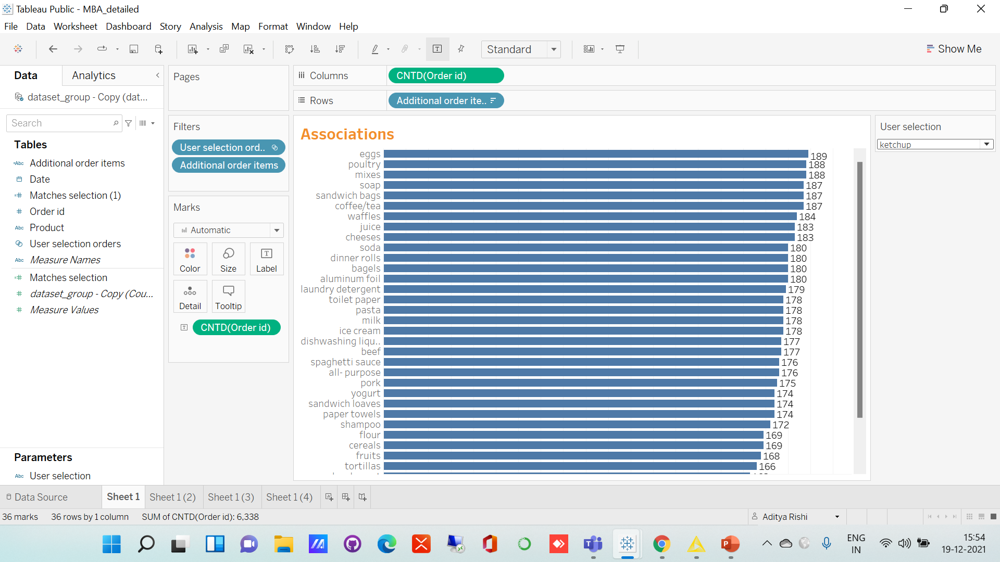 Tableau Public - MBA_detailed
File Data Worksheet Dashboard Story Analysis Map Format Window Help
Standard
Show Me
Data Analytics
dataset_group - Copy (dat...
Search
Tables
Abc Additional order items
Date
Matches selection (1)
Order id
Abc Product
User selection orders
Abc Measure Names
Matches selection
dataset_group - Copy (Cou...
Measure Values
Parameters
Abc User selection
Pages
Filters
User selection ord..
Additional order items
Marks
Automatic
Color Size Label
Detail Tooltip
CNTD(Order id)
Columns CNTD(Order id)
Rows Additional order ite..
Associations
eggs 189
poultry 188
mixes 188
soap 187
sandwich bags 187
coffee/tea 187
waffles 184
juice 183
cheeses 183
soda 180
dinner rolls 180
bagels 180
aluminum foil 180
laundry detergent 179
toilet paper 178
pasta 178
milk 178
ice cream 178
dishwashing liqu.. 177
beef 177
spaghetti sauce 176
all- purpose 176
pork 175
yogurt 174
sandwich loaves 174
paper towels 174
shampoo 172
flour 169
cereals 169
fruits 168
tortillas 166
User selection
ketchup
Data Source Sheet 1 Sheet 1 (2) Sheet 1 (3) Sheet 1 (4)
36 marks 36 rows by 1 column SUM of CNTD(Order id): 6,338
Aditya Rishi
ENG
IN
15:54
19-12-2021